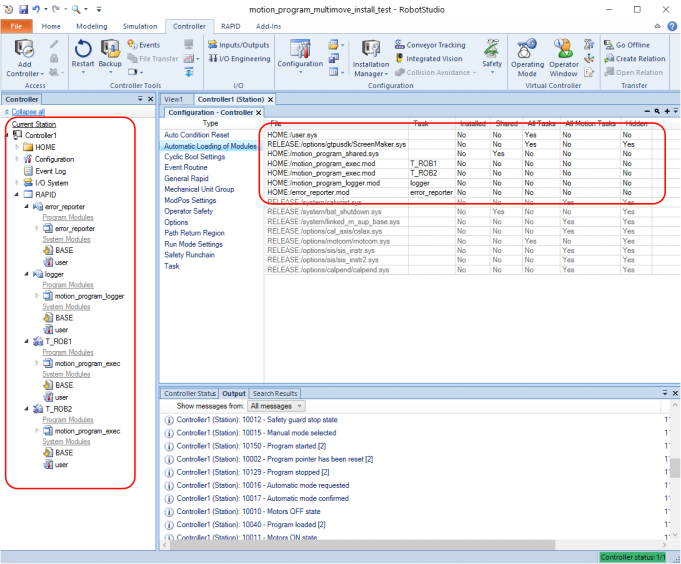 motion_program_multimove_install_test - RobotStudio
File Home Modeling Simulation Controller RAPID Add-Ins
Add Controller
Restart Backup
Events
File Transfer
Inputs/Outputs
I/O Engineering
Configuration
Installation Manager
Conveyor Tracking
Integrated Vision
Collision Avoidance
Safety
Operating Mode
Operator Window
Go Offline
Create Relation
Open Relation
Access Controller Tools I/O Configuration Virtual Controller Transfer
Controller
Collapse all
Current Station
Controller1
HOME
Configuration
Event Log
I/O System
RAPID
error_reporter
Program Modules
error_reporter
System Modules
BASE
user
logger
Program Modules
motion_program_logger
System Modules
BASE
user
T_ROB1
Program Modules
motion_program_exec
System Modules
BASE
user
T_ROB2
Program Modules
motion_program_exec
System Modules
BASE
user
View1 Controller1 (Station) X
Configuration - Controller X
Type
Auto Condition Reset
Automatic Loading of Modules
Cyclic Bool Settings
Event Routine
General Rapid
Mechanical Unit Group
ModPos Settings
Operator Safety
Options
Path Return Region
Run Mode Settings
Safety Runchain
Task
File Task Installed Shared All Tasks All Motion Tasks Hidden
HOME:/user.sys No No Yes No No
RELEASE:/options/gtpusdk/ScreenMaker.sys No No Yes No Yes
HOME:/motion_program_shared.sys No Yes No No No
HOME:/motion_program_exec.mod T_ROB1 No No No No No
HOME:/motion_program_exec.mod T_ROB2 No No No No No
HOME:/motion_program_logger.mod logger No No No No No
HOME:/error_reporter.mod error_reporter No No No No No
RELEASE:/system/calwrist.sys No No No Yes Yes
RELEASE:/system/bat_shutdown.sys No Yes No No Yes
RELEASE:/system/linked_m_sup_base.sys No No No Yes Yes
RELEASE:/options/cal_axis/calax.sys No No No Yes Yes
RELEASE:/options/motcom/motcom.sys No No Yes No Yes
RELEASE:/options/sis/sis_instr.sys No No No Yes Yes
RELEASE:/options/sis/sis_instr2.sys No No No Yes Yes
RELEASE:/options/calpend/calpend.sys No No No Yes Yes
Controller Status Output Search Results
Show messages from: All messages
Controller1 (Station): 10012 - Safety guard stop state
Controller1 (Station): 10015 - Manual mode selected
Controller1 (Station): 10150 - Program started [2]
Controller1 (Station): 10002 - Program pointer has been reset [2]
Controller1 (Station): 10129 - Program stopped [2]
Controller1 (Station): 10016 - Automatic mode requested
Controller1 (Station): 10017 - Automatic mode confirmed
Controller1 (Station): 10010 - Motors OFF state
Controller1 (Station): 10040 - Program loaded [2]
Controller1 (Station): 10011 - Motors ON state
Controller status: 1/1